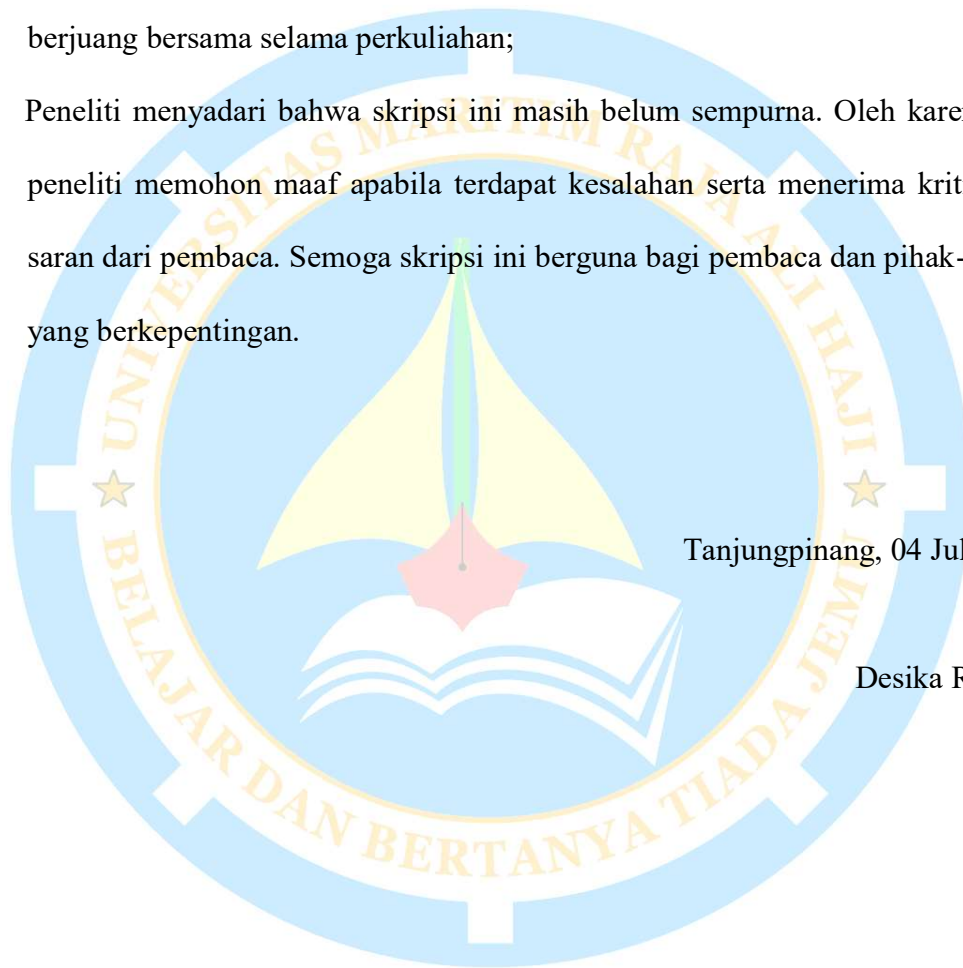 berjuang bersama selama perkuliahan;
Peneliti menyadari bahwa skripsi ini masih belum sempurna. Oleh kare
peneliti memohon maaf apabila terdapat kesalahan serta menerima krit
saran dari pembaca. Semoga skripsi ini berguna bagi pembaca dan pihak-
yang berkepentingan.
UNIVERSITAS MARITIM RAJA ALI HAJI
Tanjungpinang, 04 Jul
Desika R
BELAJAR DAN BERTANYA TIADA JEMU